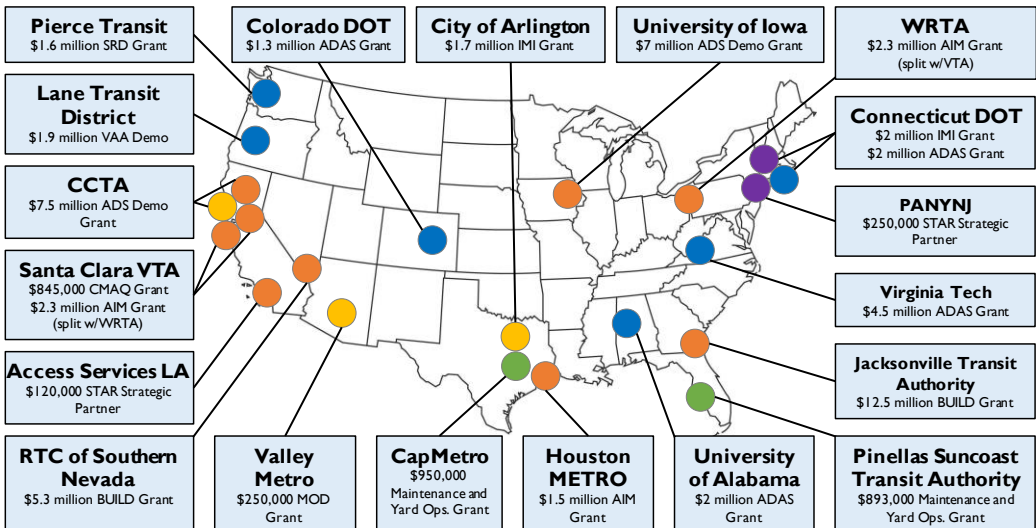 Pierce Transit
$1.6 million SRD Grant
Colorado DOT
$1.3 million ADAS Grant
City of Arlington
$1.7 million IMI Grant
University of Iowa
$7 million ADS Demo Grant
WRTA
$2.3 million AIM Grant
(split w/VTA)
Lane Transit
District
$1.9 million VAA Demo
Connecticut DOT
$2 million IMI Grant
$2 million ADAS Grant
CCTA
$7.5 million ADS Demo
Grant
PANYNJ
$250,000 STAR Strategic
Partner
Santa Clara VTA
$845,000 CMAQ Grant
$2.3 million AIM Grant
(split w/WRTA)
Virginia Tech
$4.5 million ADAS Grant
Access Services LA
$120,000 STAR Strategic
Partner
Jacksonville Transit
Authority
$12.5 million BUILD Grant
RTC of Southern
Nevada
$5.3 million BUILD Grant
Valley
Metro
$250,000 MOD
Grant
CapMetro
$950,000
Maintenance and
Yard Ops. Grant
Houston
METRO
$1.5 million AIM
Grant
University
of Alabama
$2 million ADAS
Grant
Pinellas Suncoast
Transit Authority
$893,000 Maintenance and
Yard Ops. Grant